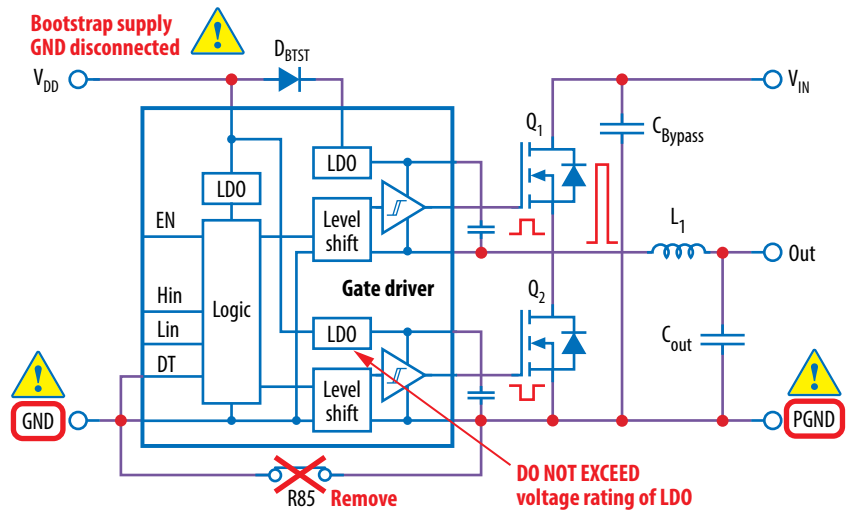 Bootstrap supply
GND disconnected
!
V_DD
D_BTST
V_IN
Q_1
C_Bypass
LDO
LDO
EN
Level
shift
L_1
Out
Gate driver
Hin
Lin
DT
Logic
LDO
Q_2
C_out
!
!
Level
shift
GND
PGND
R85 Remove
DO NOT EXCEED
voltage rating of LDO